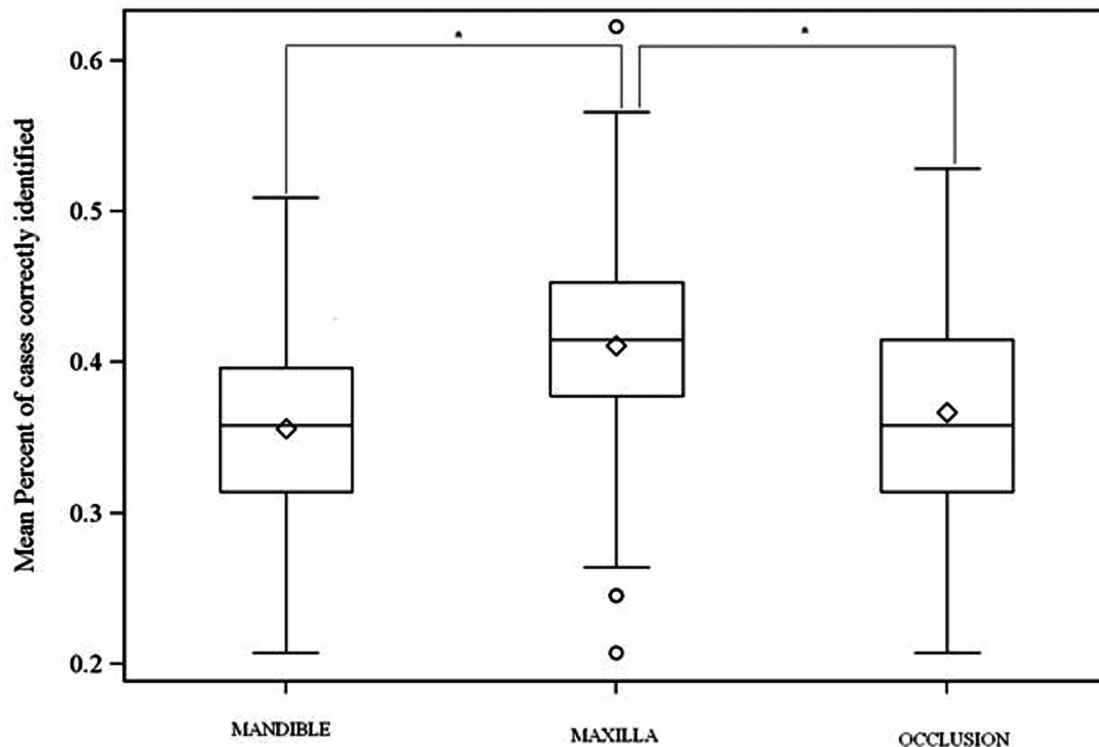 Mean Percent of cases correctly identified
0.6
0.5
0.4
0.3
0.2
*
*
MANDIBLE
MAXILLA
OCCLUSION